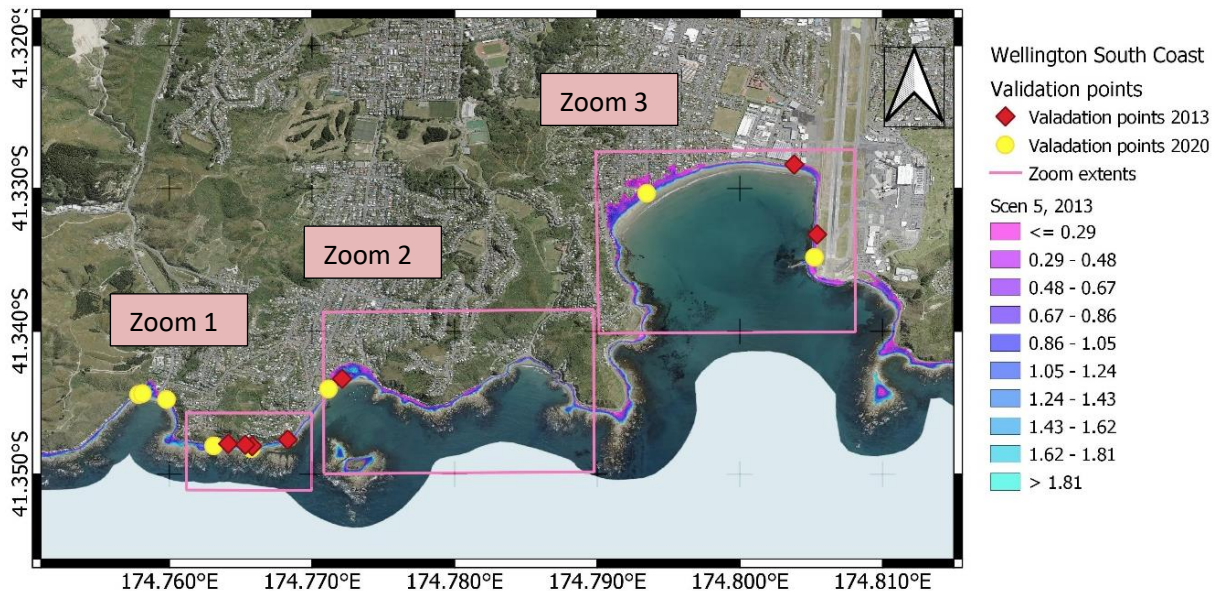 Wellington South Coast
Validation points
Valadation points 2013
Valadation points 2020
Zoom extents
Scen 5, 2013
<= 0.29
0.29 - 0.48
0.48 - 0.67
0.67 - 0.86
0.86 - 1.05
1.05 - 1.24
1.24 - 1.43
1.43 - 1.62
1.62 - 1.81
> 1.81
Zoom 3
Zoom 2
Zoom 1
41.320°S
41.330°S
41.340°S
41.350°S
174.760°E
174.770°E
174.780°E
174.790°E
174.800°E
174.810°E